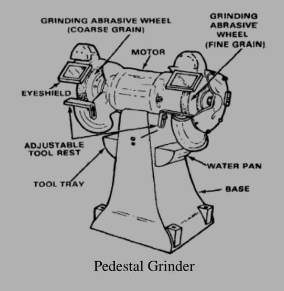 GRINDING ABRASIVE WHEEL
(COARSE GRAIN)
GRINDING
ABRASIVE
WHEEL
(FINE GRAIN)
MOTOR
EYESHIELD
ADJUSTABLE
TOOL REST
WATER PAN
TOOL TRAY
BASE
Pedestal Grinder